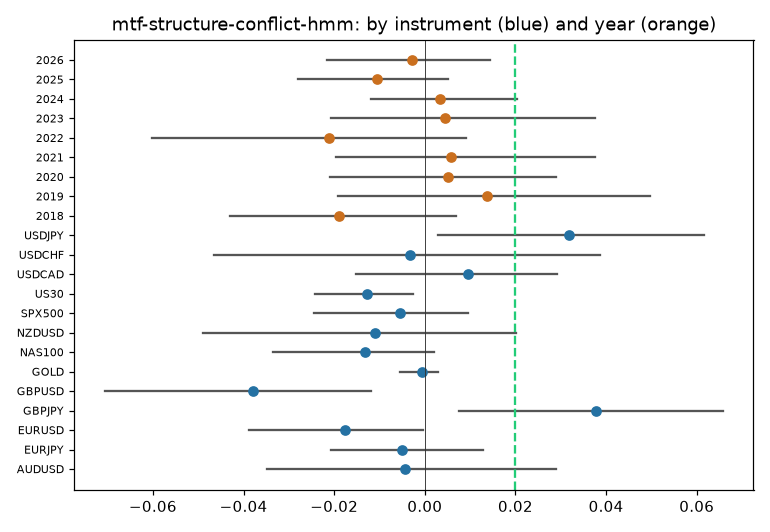 mtf-structure-conflict-hmm: by instrument (blue) and year (orange)
2026
2025
2024
2023
2022
2021
2020
2019
2018
USDJPY
USDCHF
USDCAD
US30
SPX500
NZDUSD
NAS100
GOLD
GBPUSD
GBPJPY
EURUSD
EURJPY
AUDUSD
−0.06 −0.04 −0.02 0.00 0.02 0.04 0.06